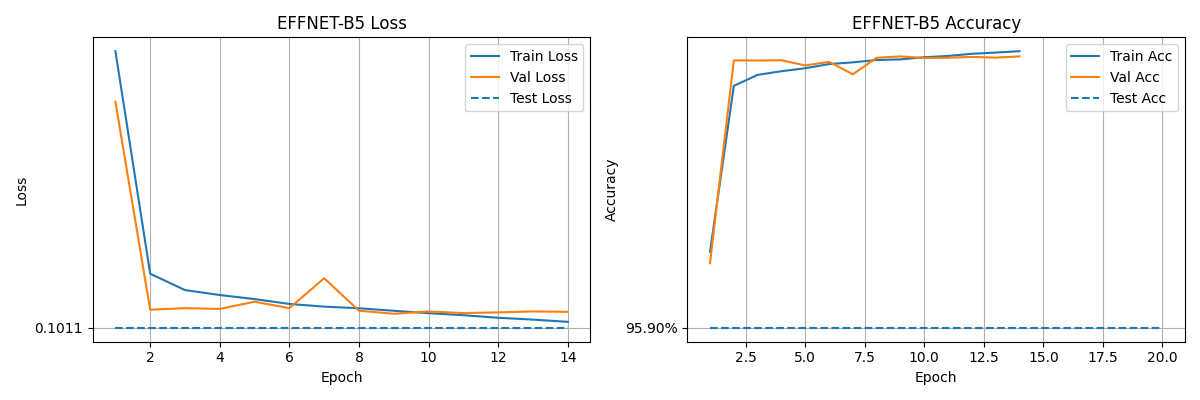 EFFNET-B5 Loss
Train Loss
Val Loss
Test Loss
Loss
0.1011
2 4 6 8 10 12 14
Epoch
EFFNET-B5 Accuracy
Train Acc
Val Acc
Test Acc
Accuracy
95.90%
2.5 5.0 7.5 10.0 12.5 15.0 17.5 20.0
Epoch